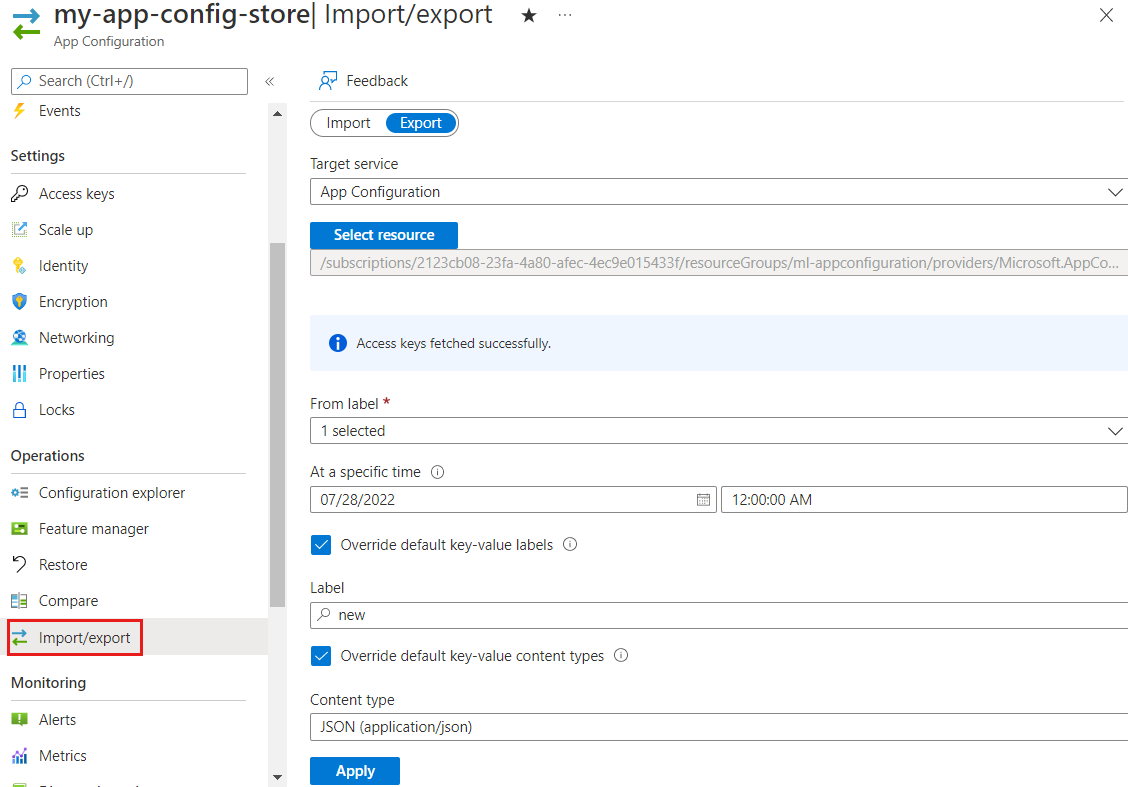 my-app-config-store| Import/export
App Configuration
Search (Ctrl+/)
Events
Settings
Access keys
Scale up
Identity
Encryption
Networking
Properties
Locks
Operations
Configuration explorer
Feature manager
Restore
Compare
Import/export
Monitoring
Alerts
Metrics
Feedback
Import Export
Target service
App Configuration
Select resource
/subscriptions/2123cb08-23fa-4a80-afec-4ec9e015433f/resourceGroups/ml-appconfiguration/providers/Microsoft.AppCo...
Access keys fetched successfully.
From label *
1 selected
At a specific time
07/28/2022 12:00:00 AM
Override default key-value labels
Label
new
Override default key-value content types
Content type
JSON (application/json)
Apply